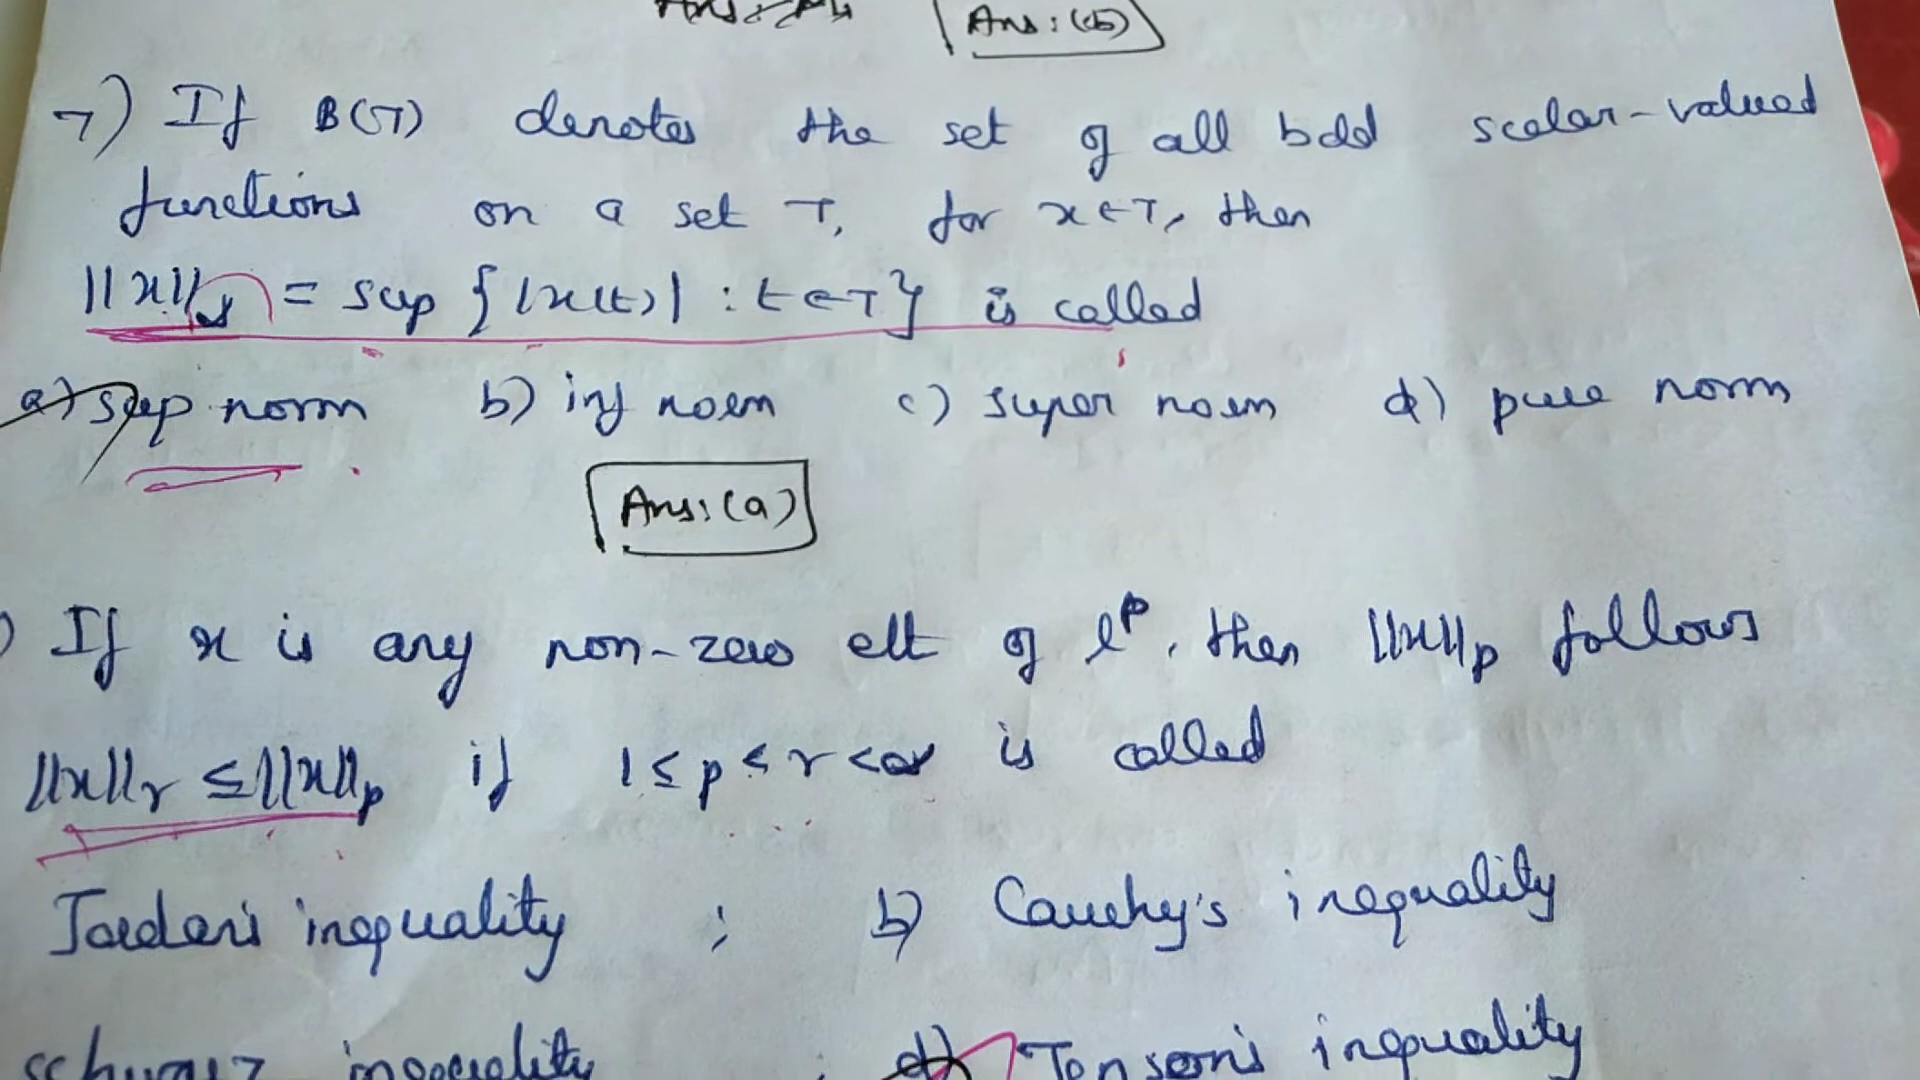 Ans: (b)
7) If B(T) denotes the set of all bdd scalar-valued
functions on a set T, for x ∈ T, then
||x||s = sup { |x(t)| : t ∈ T } is called
a) sup norm b) inf norm c) super norm d) pure norm
Ans: (a)
) If x is any non-zero elt of lᵖ, then ||x||p follows
||x||r ≤ ||x||p if 1 ≤ p < r < ∞ is called
inequality ; b) Cauchy's inequality
inequality ; d) Jenson's inequality